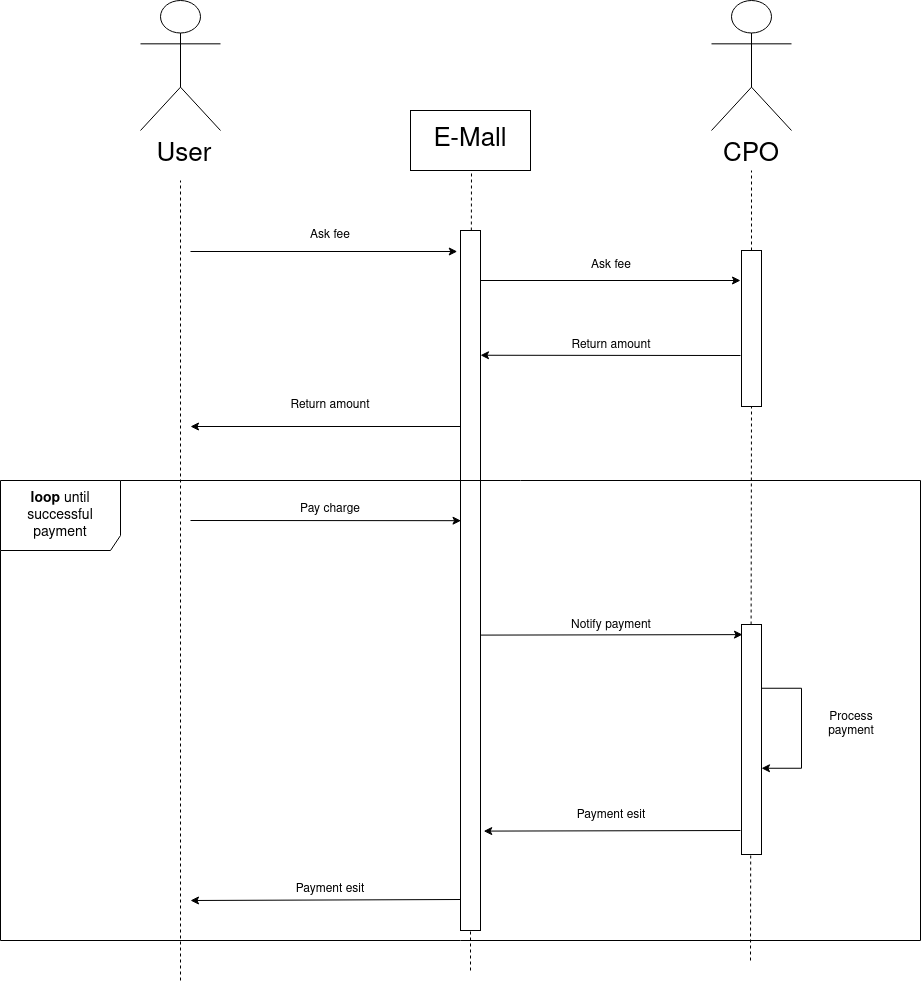 User
E-Mall
CPO
Ask fee
Ask fee
Return amount
Return amount
loop until
successful
payment
Pay charge
Notify payment
Process
payment
Payment esit
Payment esit